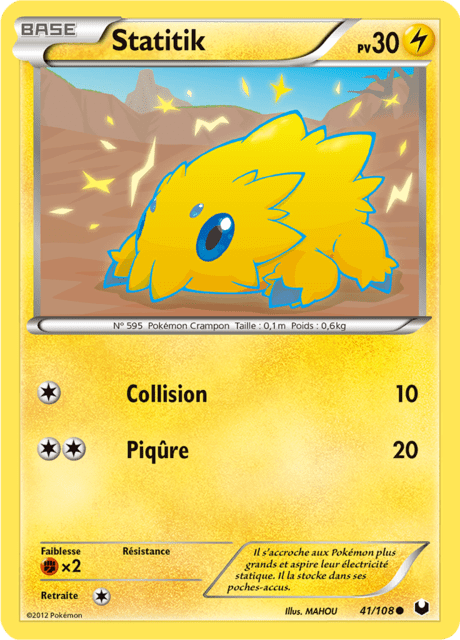 BASE
Statitik
PV30
N° 595 Pokémon Crampon Taille : 0,1m Poids : 0,6kg
Collision 10
Piqûre 20
Faiblesse Résistance
×2
Retraite
Il s'accroche aux Pokémon plus
grands et aspire leur électricité
statique. Il la stocke dans ses
poches-accus.
©2012 Pokémon
Illus. MAHOU 41/108